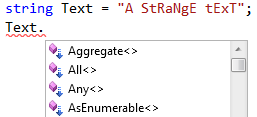 string Text = "A StRaNgE tExT";
Text.
Aggregate<>
All<>
Any<>
AsEnumerable<>